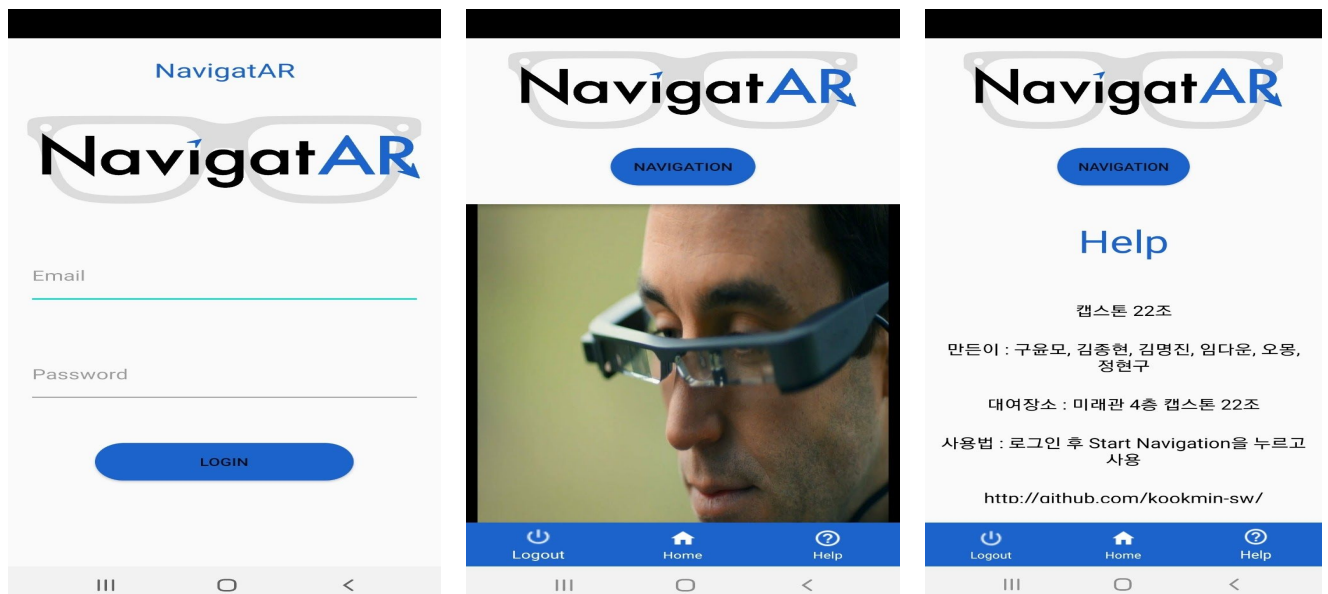 NavigatAR
NavigatAR
Email
Password
LOGIN
NavigatAR
NAVIGATION
Logout
Home
Help
NavigatAR
NAVIGATION
Help
캡스톤 22조
만든이 : 구윤모, 김종현, 김명진, 임다운, 오몽,
정현구
대여장소 : 미래관 4층 캡스톤 22조
사용법 : 로그인 후 Start Navigation을 누르고
사용
http://github.com/kookmin-sw/
Logout
Home
Help